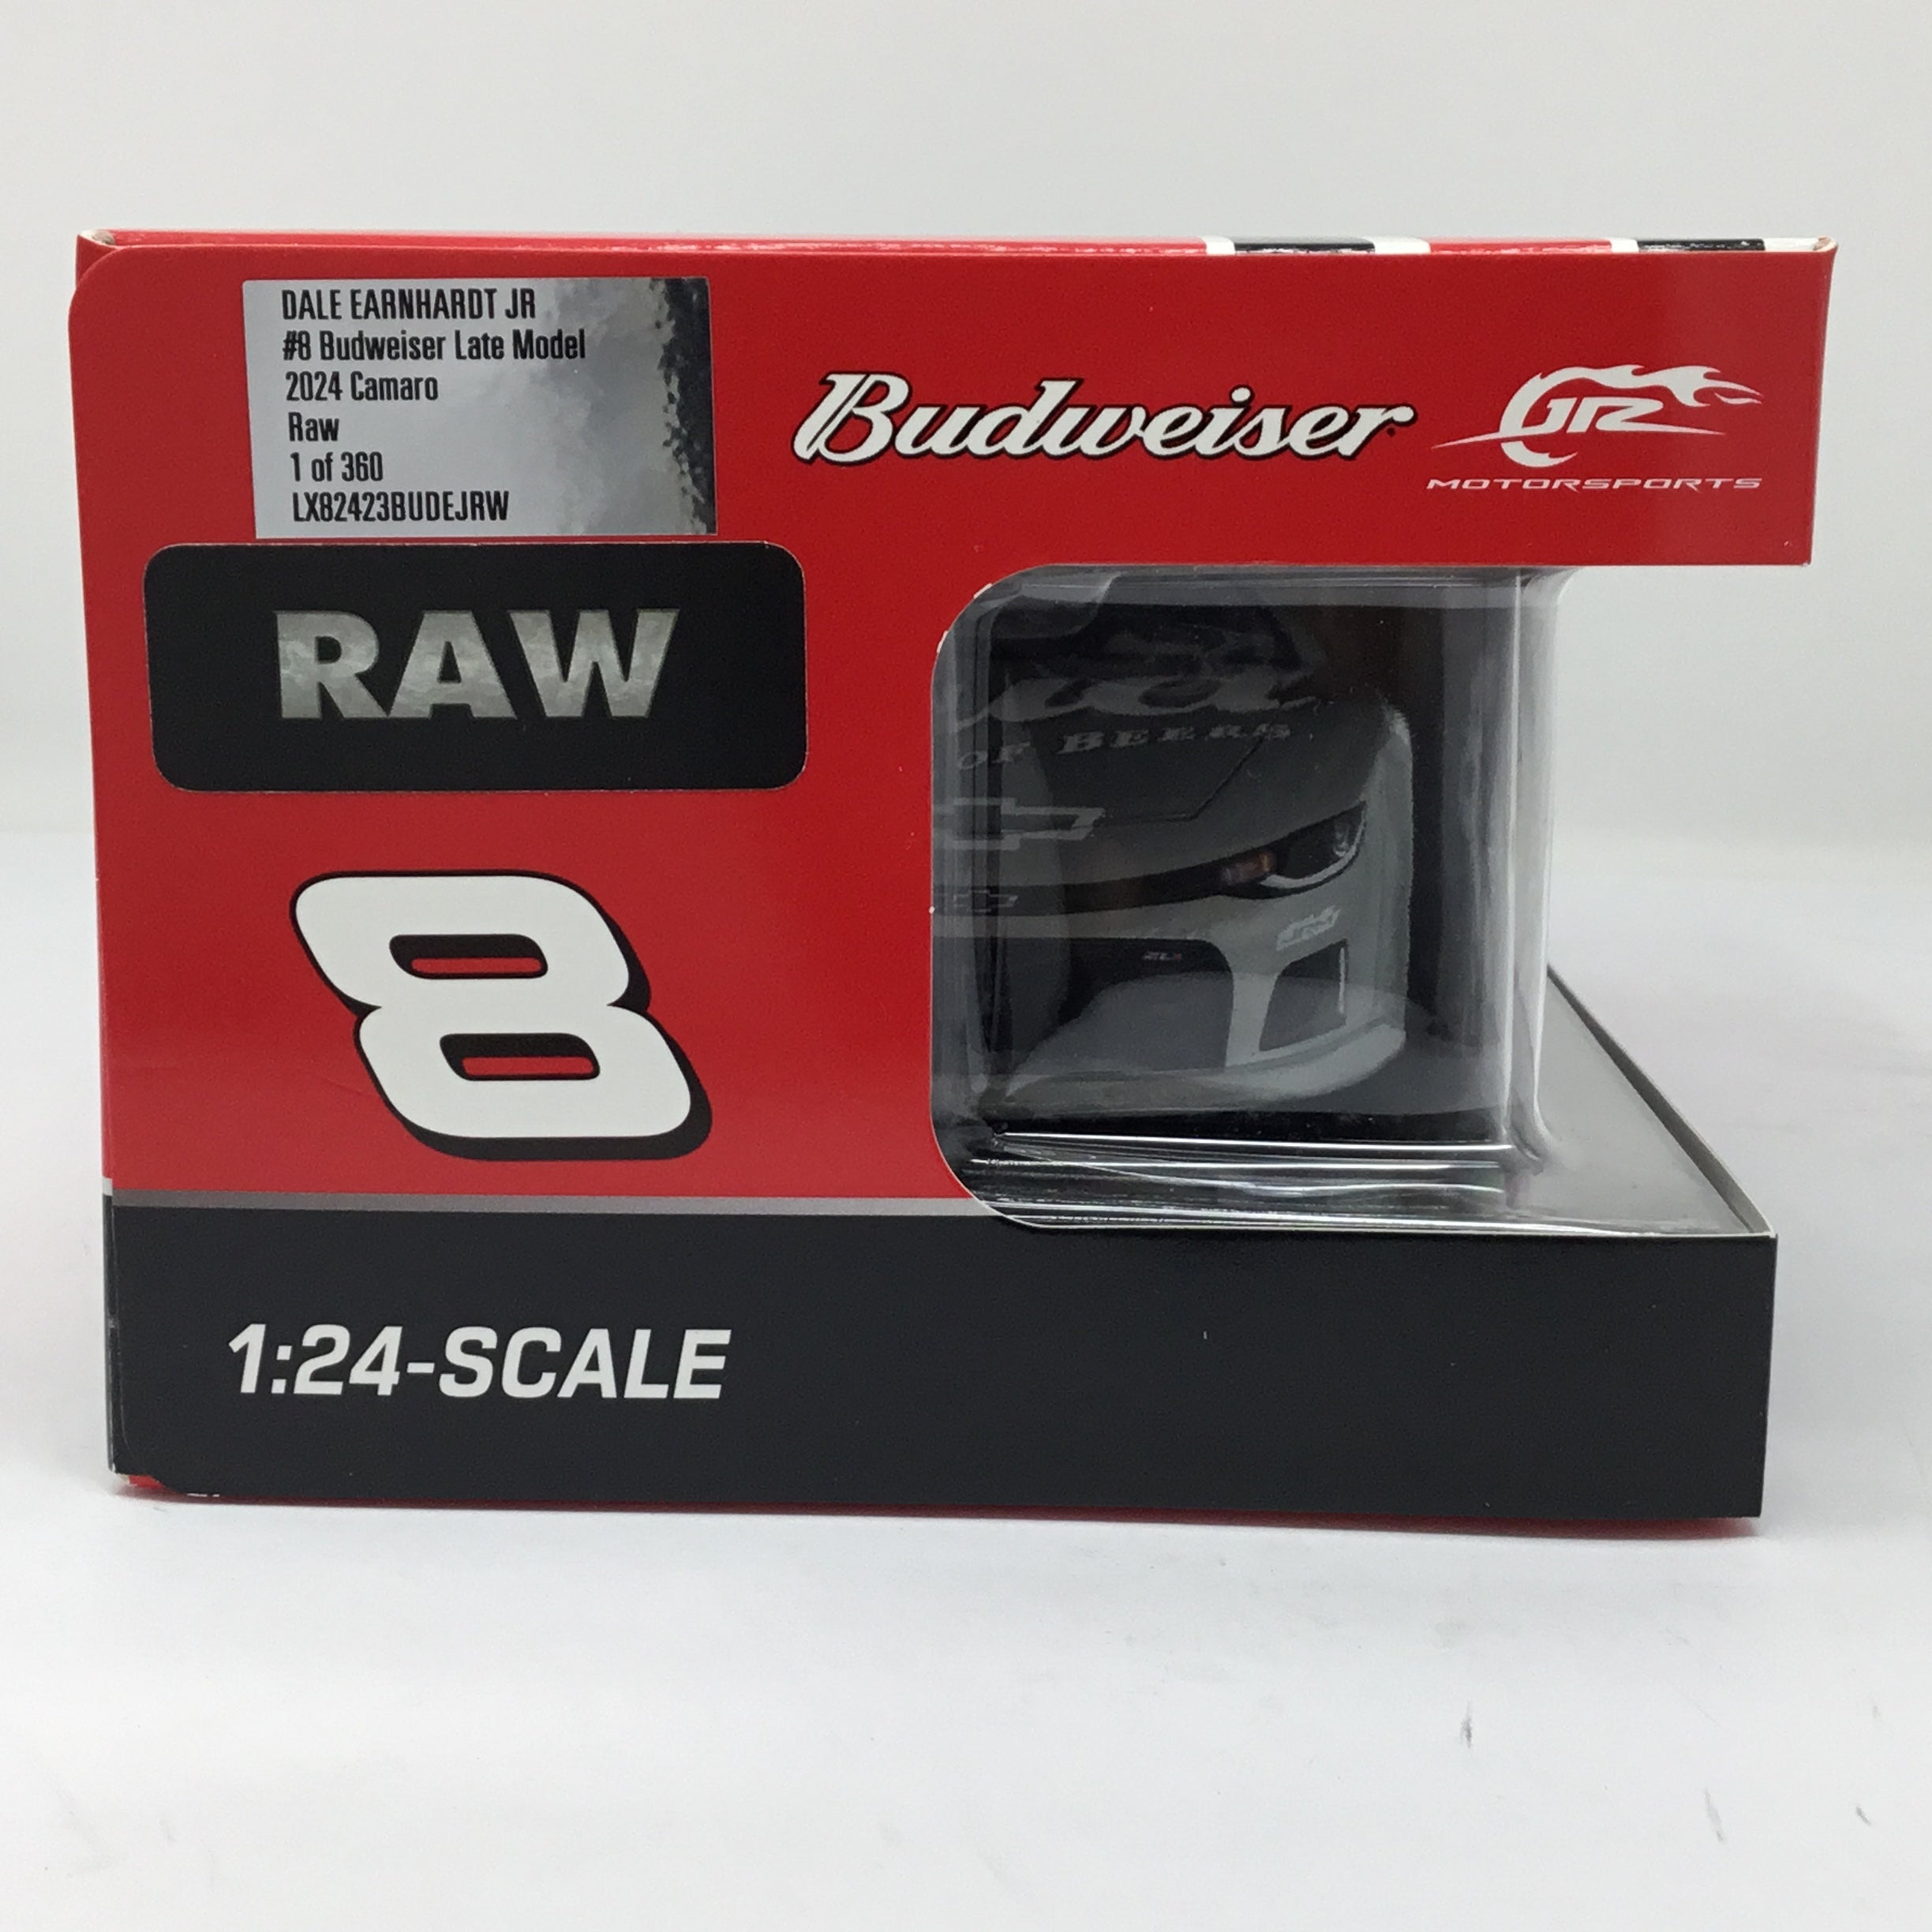 DALE EARNHARDT JR
#8 Budweiser Late Model
2024 Camaro
Raw
1 of 360
LX82423BUDEJRW
Budweiser
JR
MOTORSPORTS
RAW
OF BEERS
ZL1
8
1:24-SCALE